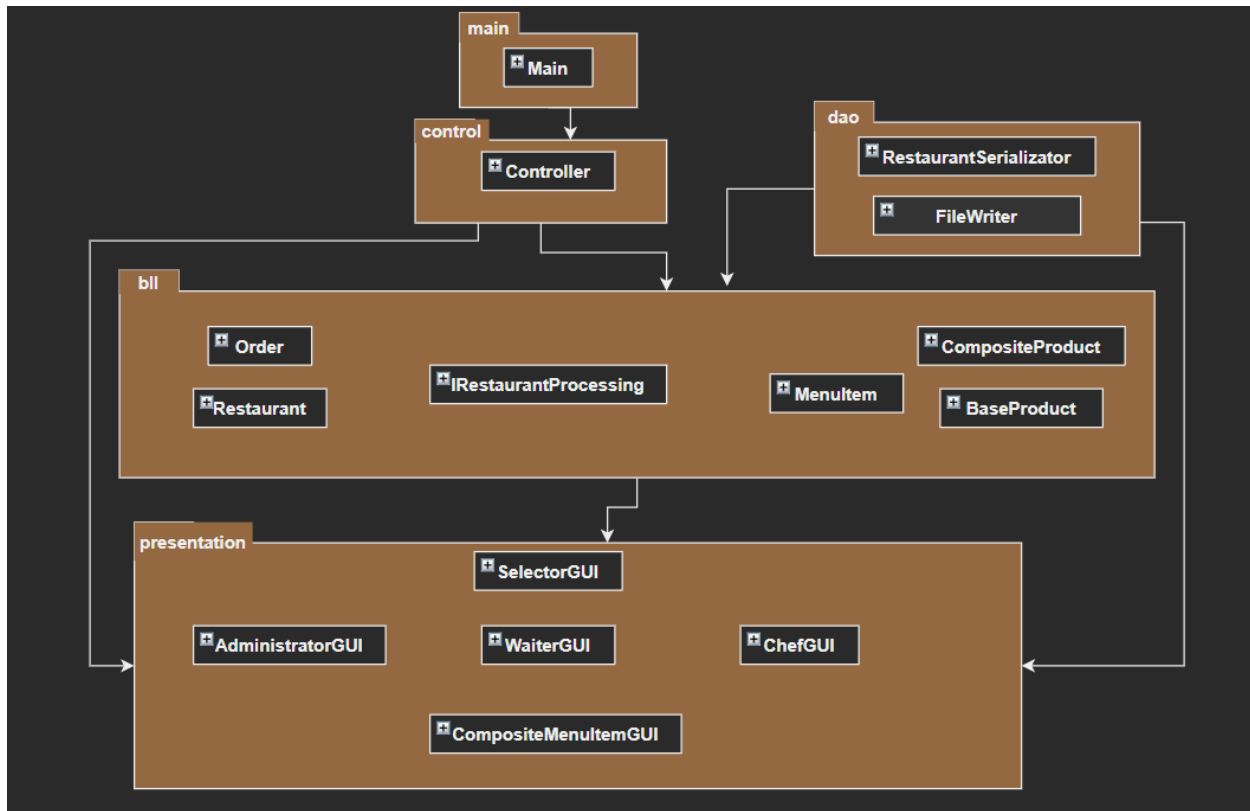 main
Main
control
Controller
dao
RestaurantSerializator
FileWriter
bll
Order
Restaurant
IRestaurantProcessing
MenuItem
CompositeProduct
BaseProduct
presentation
SelectorGUI
AdministratorGUI
WaiterGUI
ChefGUI
CompositeMenuItemGUI